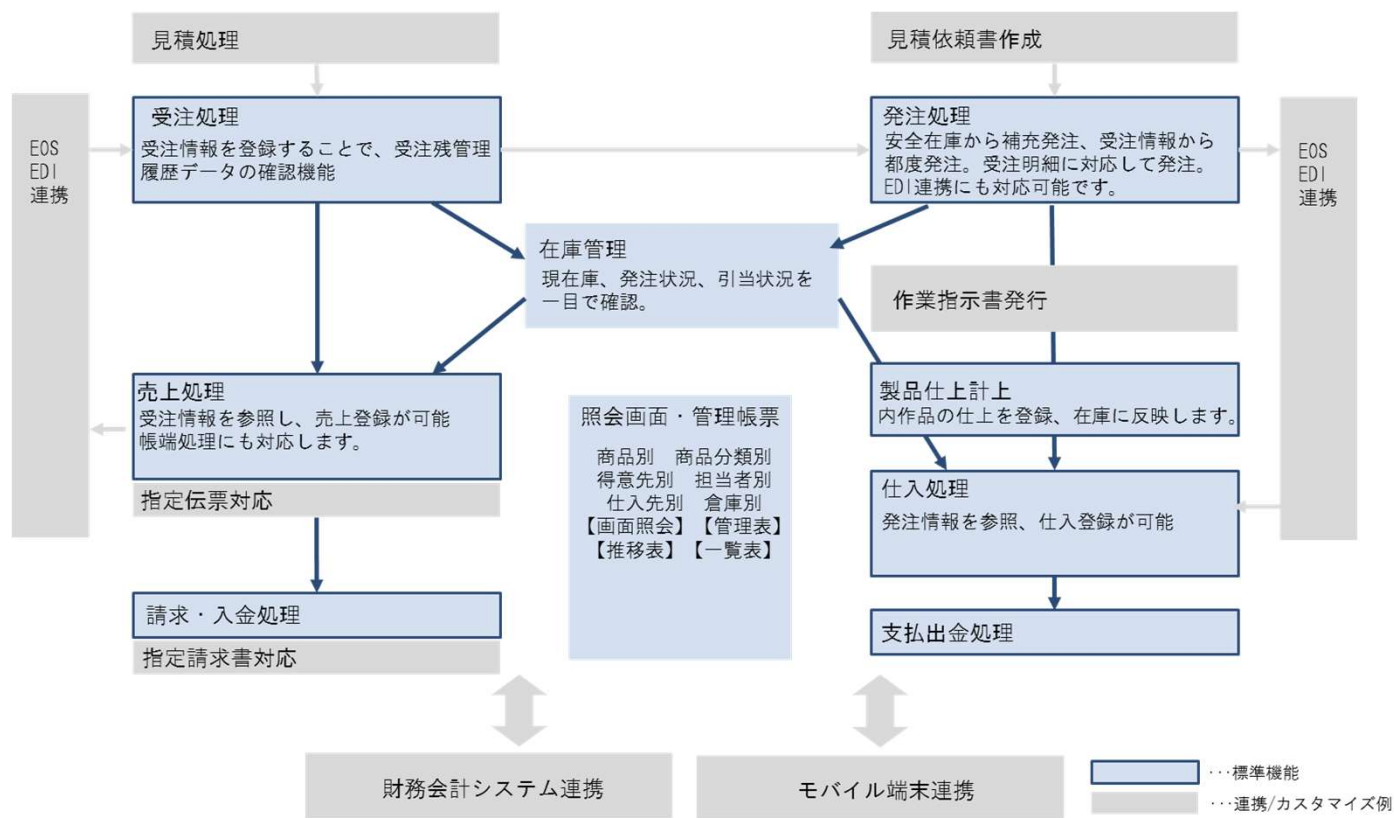 見積処理
見積依頼書作成
EOS
EDI
連携
受注処理
受注情報を登録することで、受注残管理
履歴データの確認機能
発注処理
安全在庫から補充発注、受注情報から
都度発注。受注明細に対応して発注。
EDI連携にも対応可能です。
EOS
EDI
連携
在庫管理
現在庫、発注状況、引当状況を
一目で確認。
作業指示書発行
売上処理
受注情報を参照し、売上登録が可能
帳端処理にも対応します。
指定伝票対応
照会画面・管理帳票
商品別 商品分類別
得意先別 担当者別
仕入先別 倉庫別
【画面照会】【管理表】
【推移表】【一覧表】
製品仕上計上
内作品の仕上を登録、在庫に反映します。
仕入処理
発注情報を参照、仕入登録が可能
請求・入金処理
指定請求書対応
支払出金処理
財務会計システム連携
モバイル端末連携
･･･標準機能
･･･連携/カスタマイズ例